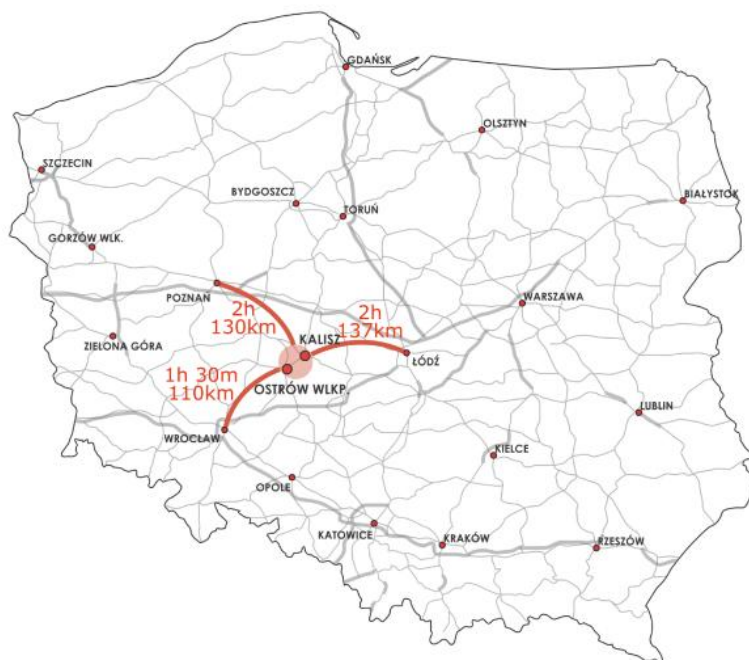 GDAŃSK
OLSZTYN
SZCZECIN
BYDGOSZCZ
BIAŁYSTOK
TORUŃ
GORZÓW WLK.
POZNAŃ
2h
130km
WARSZAWA
2h
137km
KALISZ
ZIELONA GÓRA
ŁÓDŹ
1h 30m
110km
OSTRÓW WLKP.
LUBLIN
WROCŁAW
KIELCE
OPOLE
KATOWICE
KRAKÓW
RZESZÓW